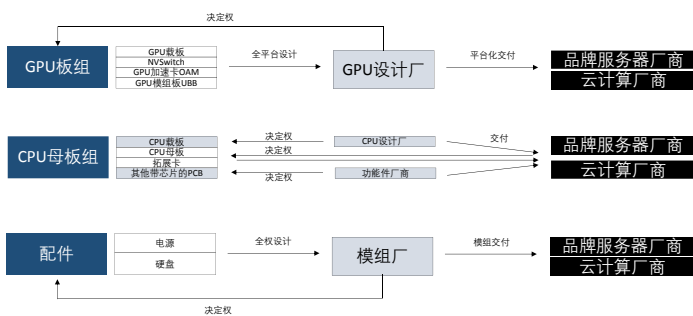 决定权
GPU板组
GPU载板
NVSwitch
GPU加速卡OAM
GPU模组板UBB
全平台设计
GPU设计厂
平台化交付
品牌服务器厂商
云计算厂商
CPU母板组
CPU载板
CPU母板
拓展卡
其他带芯片的PCB
决定权
决定权
决定权
CPU设计厂
功能件厂商
交付
品牌服务器厂商
云计算厂商
配件
电源
硬盘
全权设计
模组厂
模组交付
品牌服务器厂商
云计算厂商
决定权